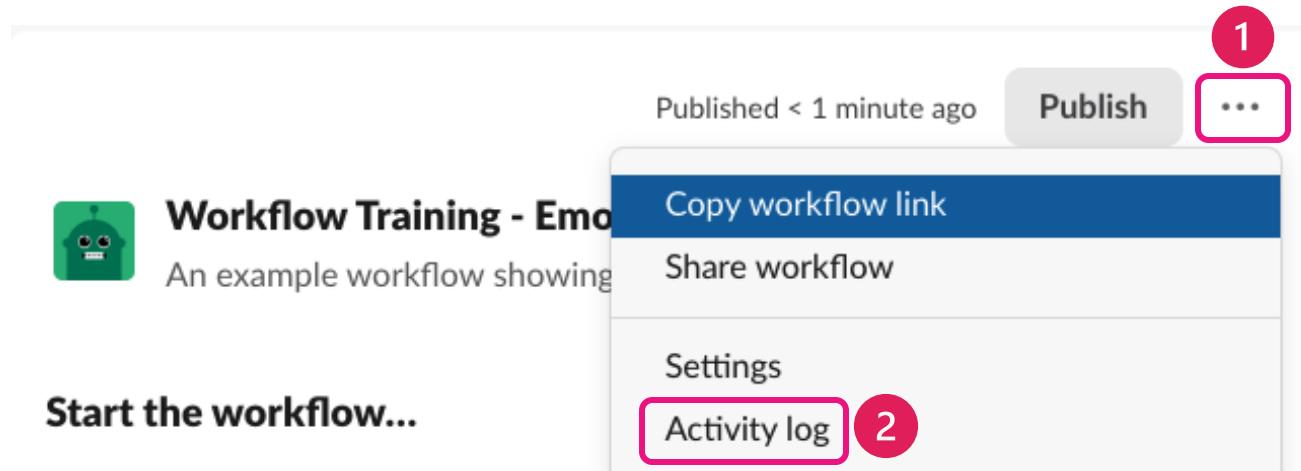 1
Published < 1 minute ago Publish ...
Copy workflow link
Workflow Training - Emo
Share workflow
An example workflow showing
Settings
Start the workflow...
Activity log 2